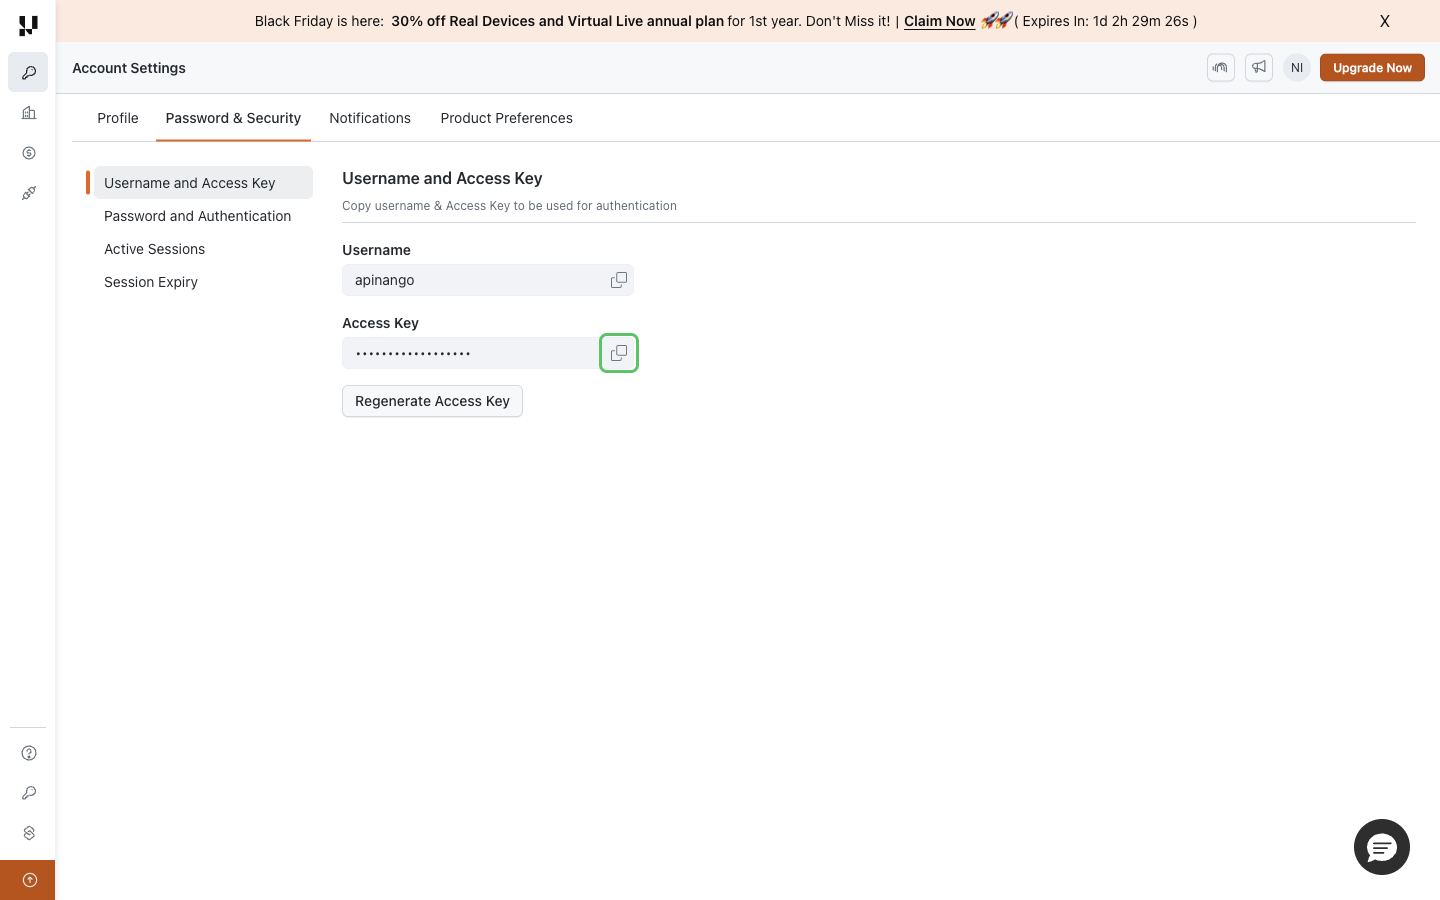 Black Friday is here: 30% off Real Devices and Virtual Live annual plan for 1st year. Don't Miss it! | Claim Now 🚀🚀( Expires In: 1d 2h 29m 26s )
X
Account Settings
NI
Upgrade Now
Profile
Password & Security
Notifications
Product Preferences
Username and Access Key
Password and Authentication
Active Sessions
Session Expiry
Username and Access Key
Copy username & Access Key to be used for authentication
Username
apinango
Access Key
••••••••••••••••••
Regenerate Access Key